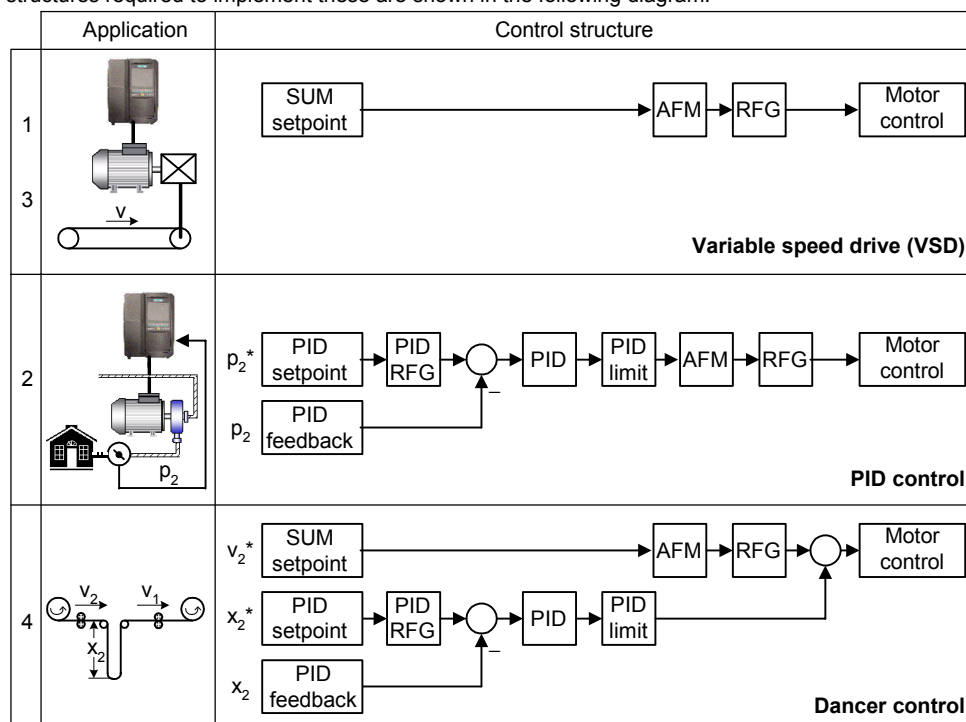 structures required to implement these are shown in the following diagram:
Application Control structure
1
3
v
SUM
setpoint
AFM
RFG
Motor
control
Variable speed drive (VSD)
2
p2
p2*
PID
setpoint
PID
RFG
PID
PID
limit
AFM
RFG
Motor
control
p2
PID
feedback
–
PID control
4
v2
v1
x2
v2*
SUM
setpoint
AFM
RFG
Motor
control
x2*
PID
setpoint
PID
RFG
PID
PID
limit
x2
PID
feedback
–
Dancer control